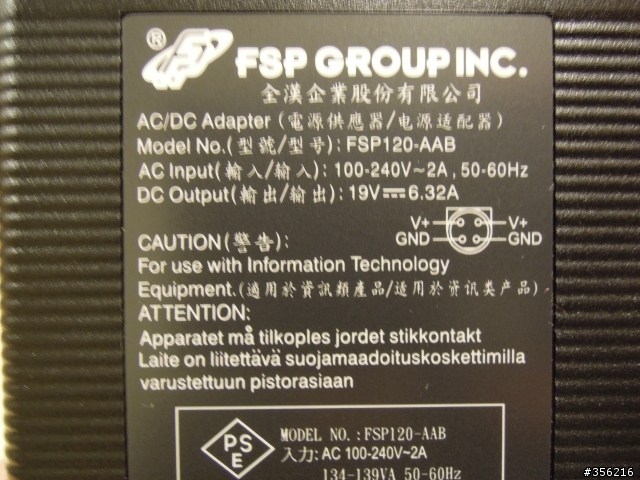 ® FSP GROUP INC.
全漢企業股份有限公司
AC/DC Adapter (電源供應器/电源适配器)
Model No.(型號/型号): FSP120-AAB
AC Input(輸入/输入): 100-240V~2A, 50-60Hz
DC Output(輸出/输出): 19V⎓6.32A
V+ V+
GND GND
CAUTION(警告):
For use with Information Technology
Equipment.(適用於資訊類產品/适用於资讯类产品)
ATTENTION:
Apparatet må tilkoples jordet stikkontakt
Laite on liitettävä suojamaadoituskoskettimilla
varustettuun pistorasiaan
PS
E
MODEL NO.:FSP120-AAB
入力: AC 100-240V~2A
134-139VA 50-60Hz
#356216